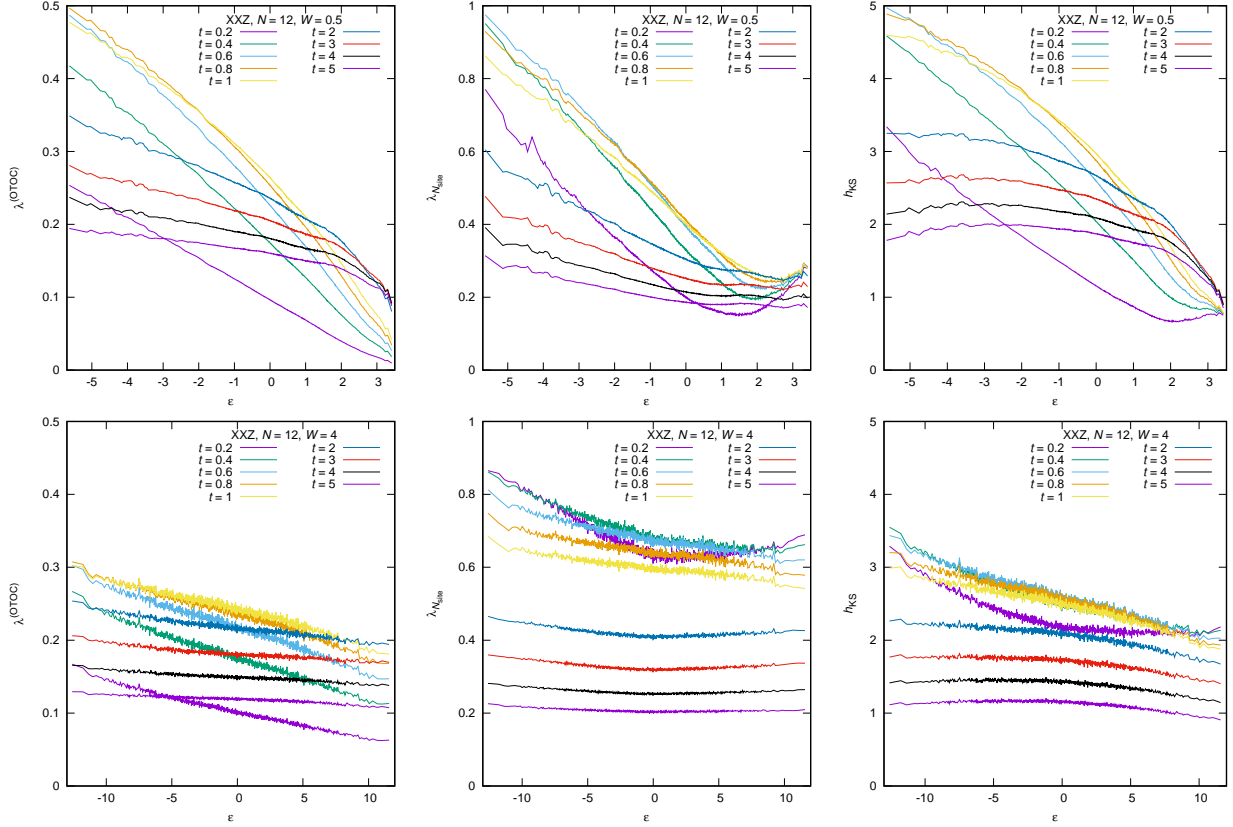 XXZ, N = 12, W = 0.5
t = 0.2
t = 0.4
t = 0.6
t = 0.8
t = 1
t = 2
t = 3
t = 4
t = 5
0.5
0.4
0.3
0.2
0.1
0
-5
-4
-3
-2
-1
0
1
2
3
λ(OTOC)
ε
XXZ, N = 12, W = 0.5
t = 0.2
t = 0.4
t = 0.6
t = 0.8
t = 1
t = 2
t = 3
t = 4
t = 5
1
0.8
0.6
0.4
0.2
0
-5
-4
-3
-2
-1
0
1
2
3
λNsite
ε
XXZ, N = 12, W = 0.5
t = 0.2
t = 0.4
t = 0.6
t = 0.8
t = 1
t = 2
t = 3
t = 4
t = 5
5
4
3
2
1
0
-5
-4
-3
-2
-1
0
1
2
3
hKS
ε
XXZ, N = 12, W = 4
t = 0.2
t = 0.4
t = 0.6
t = 0.8
t = 1
t = 2
t = 3
t = 4
t = 5
0.5
0.4
0.3
0.2
0.1
0
-10
-5
0
5
10
λ(OTOC)
ε
XXZ, N = 12, W = 4
t = 0.2
t = 0.4
t = 0.6
t = 0.8
t = 1
t = 2
t = 3
t = 4
t = 5
1
0.8
0.6
0.4
0.2
0
-10
-5
0
5
10
λNsite
ε
XXZ, N = 12, W = 4
t = 0.2
t = 0.4
t = 0.6
t = 0.8
t = 1
t = 2
t = 3
t = 4
t = 5
5
4
3
2
1
0
-10
-5
0
5
10
hKS
ε